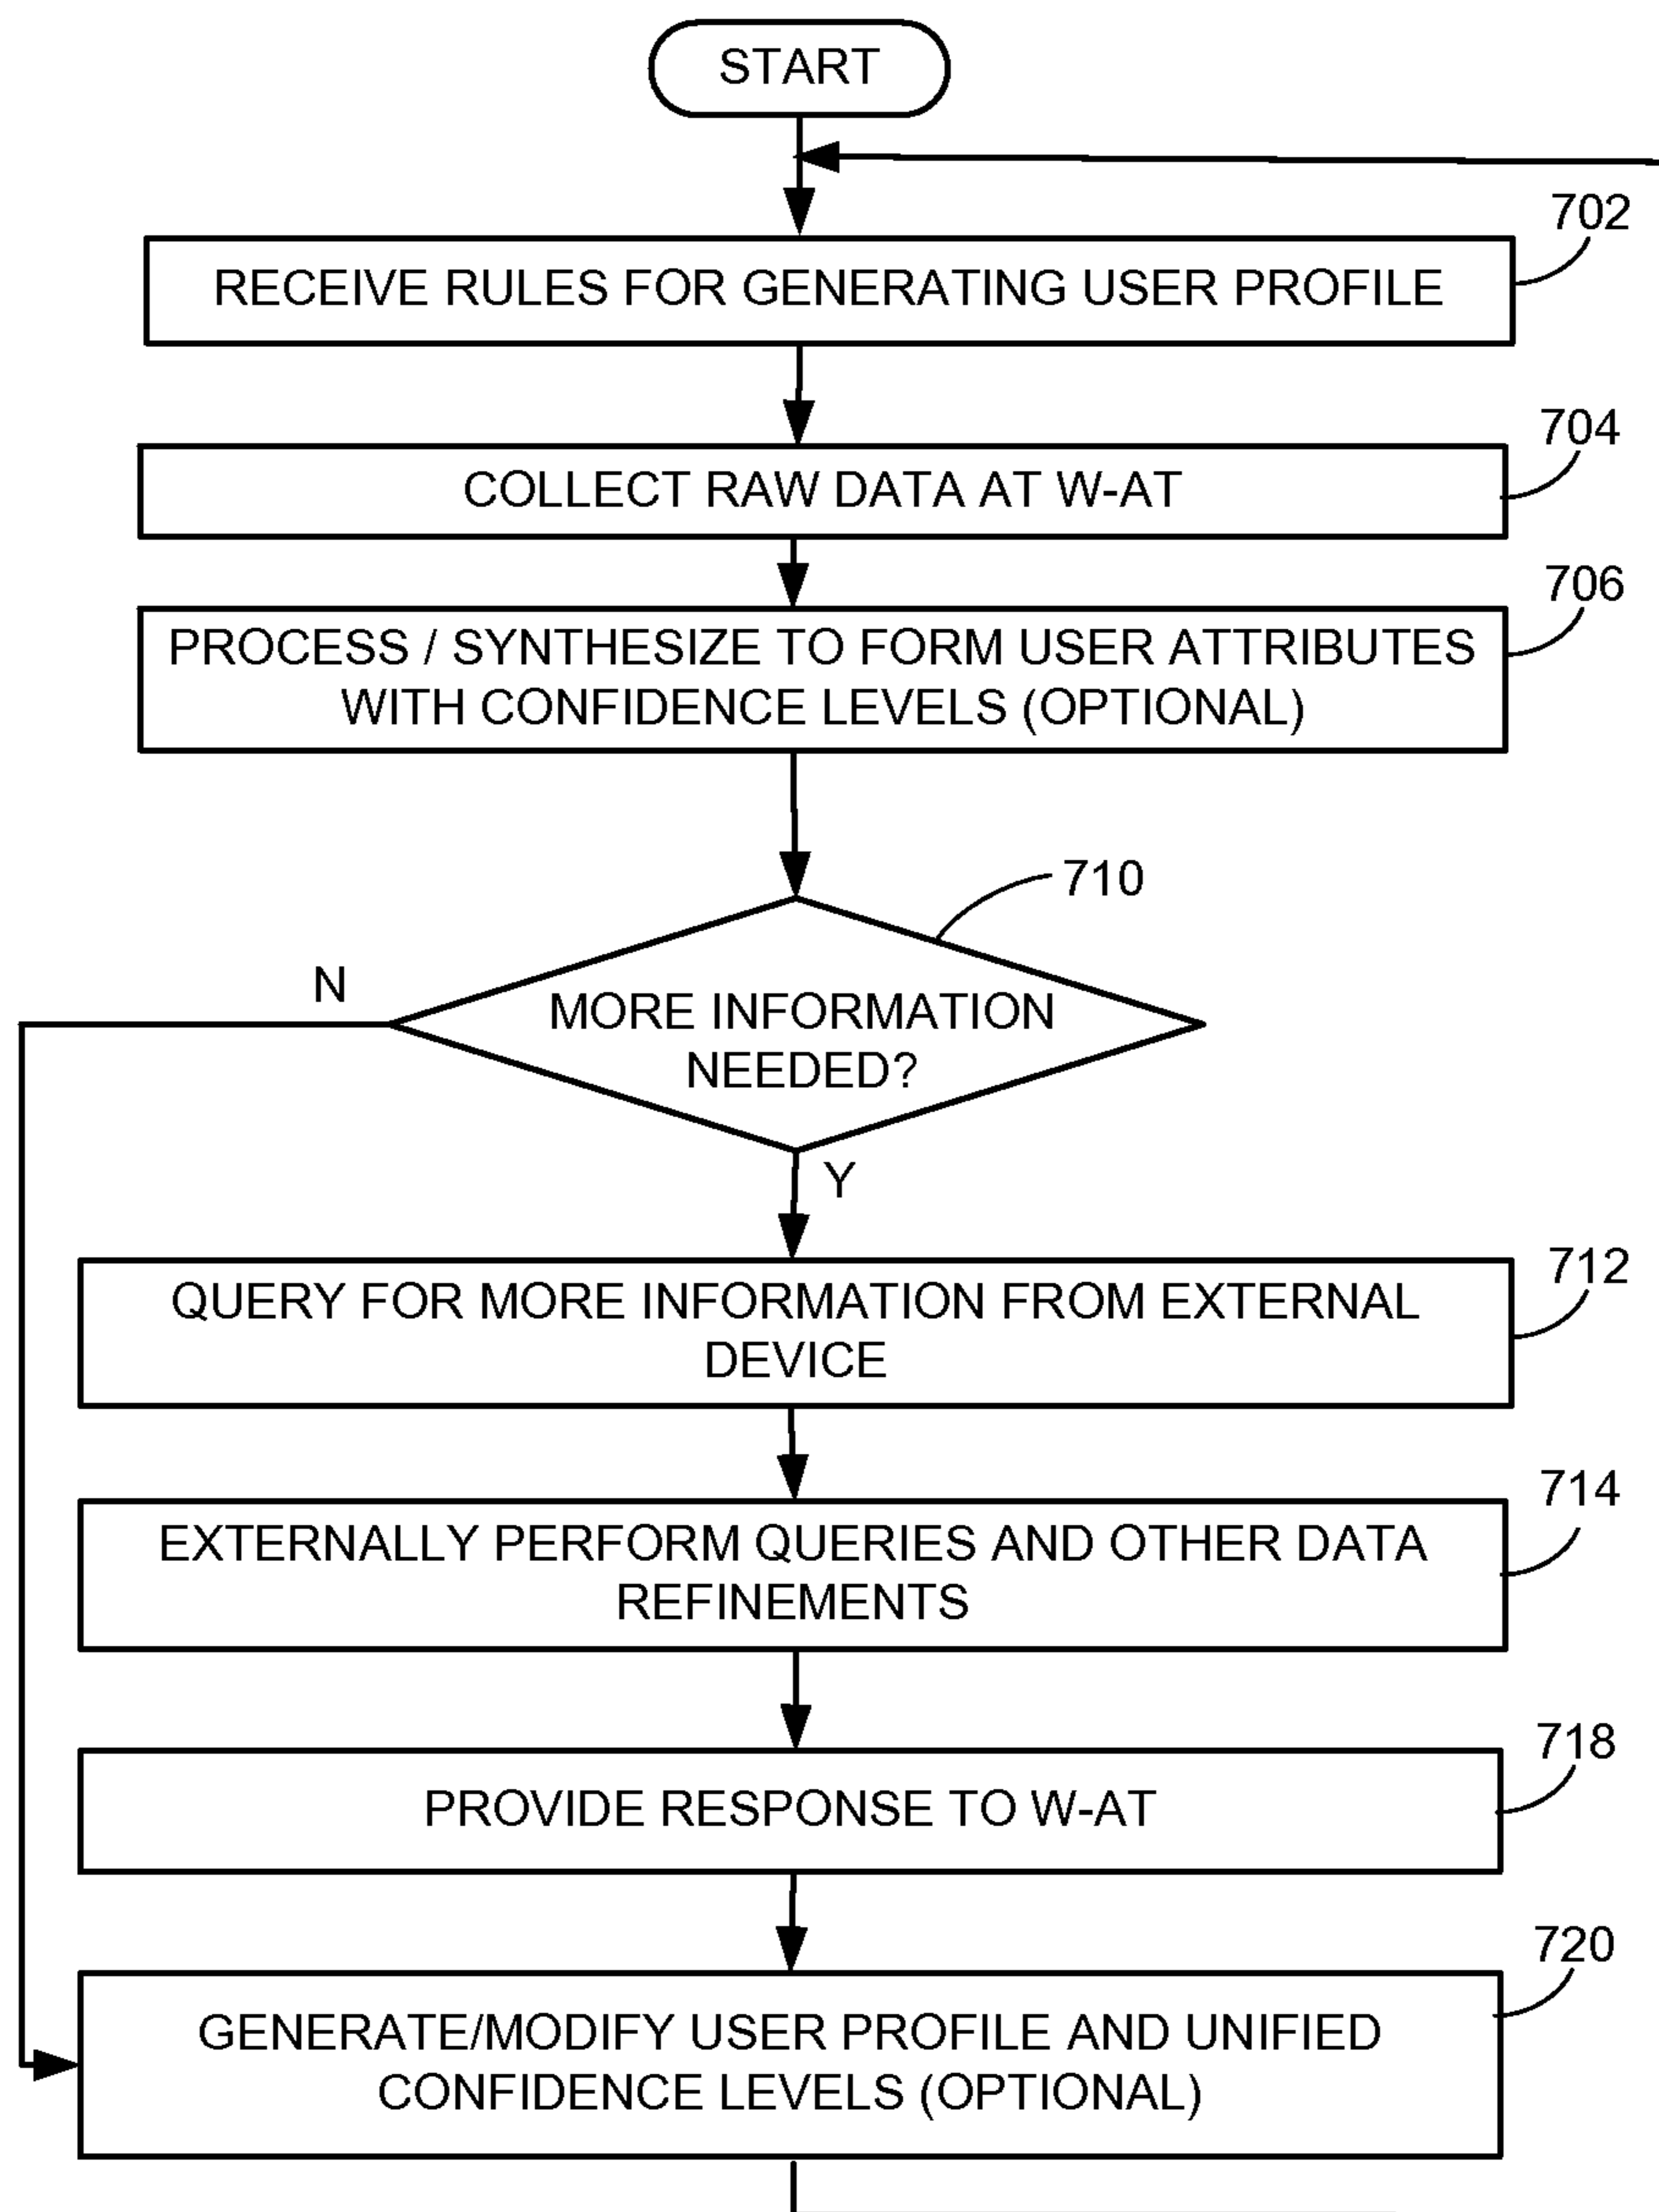 START
702
RECEIVE RULES FOR GENERATING USER PROFILE
704
COLLECT RAW DATA AT W-AT
706
PROCESS / SYNTHESIZE TO FORM USER ATTRIBUTES
WITH CONFIDENCE LEVELS (OPTIONAL)
710
N
MORE INFORMATION
NEEDED?
Y
712
QUERY FOR MORE INFORMATION FROM EXTERNAL
DEVICE
714
EXTERNALLY PERFORM QUERIES AND OTHER DATA
REFINEMENTS
718
PROVIDE RESPONSE TO W-AT
720
GENERATE/MODIFY USER PROFILE AND UNIFIED
CONFIDENCE LEVELS (OPTIONAL)